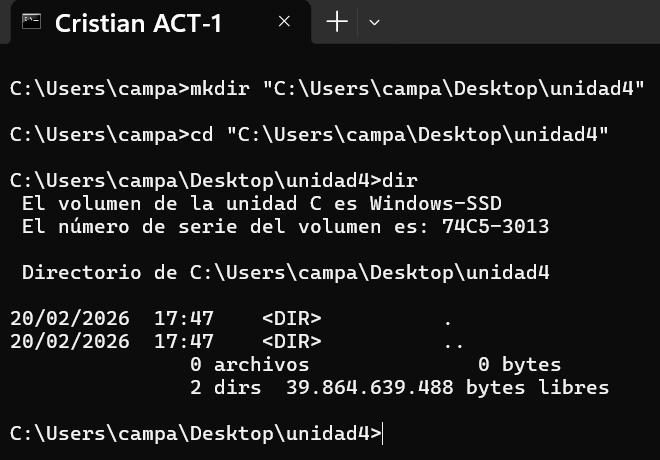 Cristian ACT-1
C:\Users\campa>mkdir "C:\Users\campa\Desktop\unidad4"
C:\Users\campa>cd "C:\Users\campa\Desktop\unidad4"
C:\Users\campa\Desktop\unidad4>dir
El volumen de la unidad C es Windows-SSD
El número de serie del volumen es: 74C5-3013
Directorio de C:\Users\campa\Desktop\unidad4
20/02/2026  17:47    <DIR>          .
20/02/2026  17:47    <DIR>          ..
0 archivos              0 bytes
2 dirs  39.864.639.488 bytes libres
C:\Users\campa\Desktop\unidad4>